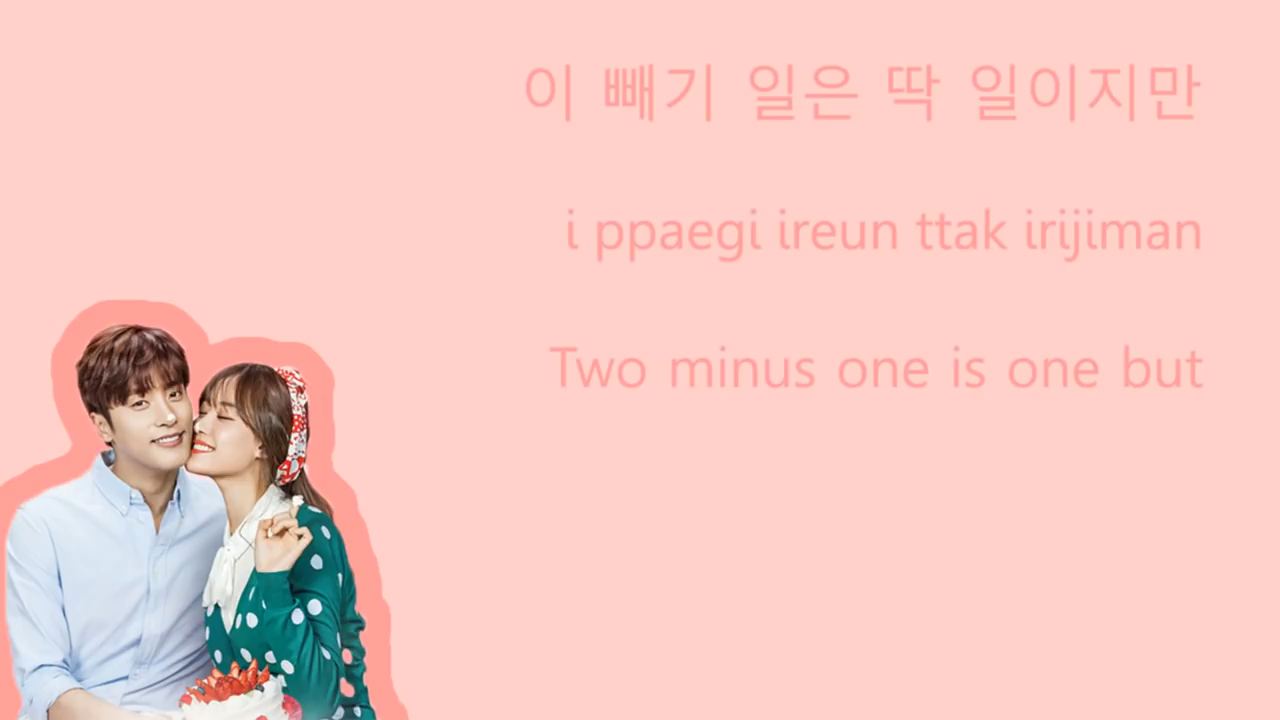 이 빼기 일은 딱 일이지만
i ppaegi ireun ttak irijiman
Two minus one is one but